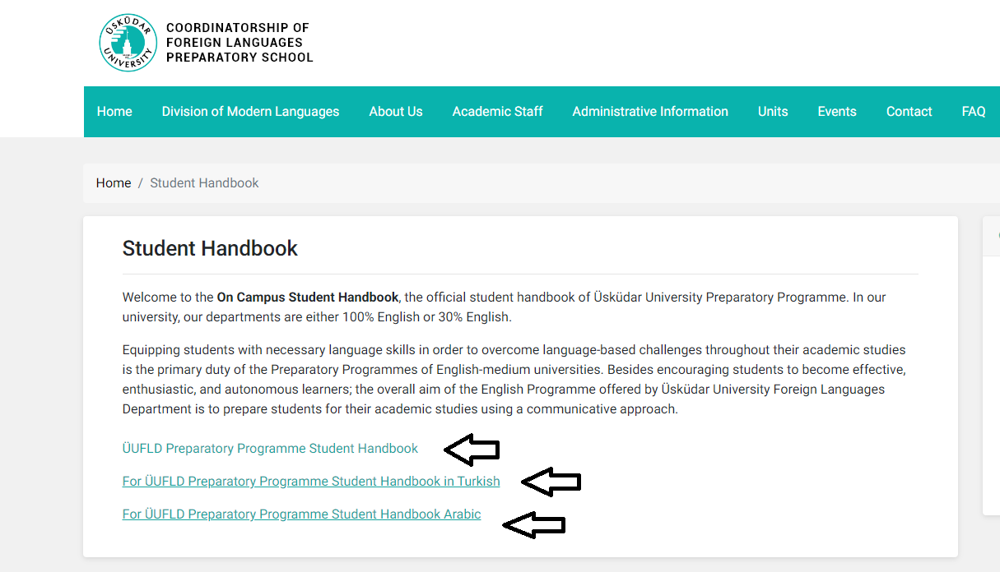 ÜSKÜDAR
UNIVERSITY
COORDINATORSHIP OF
FOREIGN LANGUAGES
PREPARATORY SCHOOL
Home Division of Modern Languages About Us Academic Staff Administrative Information Units Events Contact FAQ
Home / Student Handbook
Student Handbook
Welcome to the On Campus Student Handbook, the official student handbook of Üsküdar University Preparatory Programme. In our
university, our departments are either 100% English or 30% English.
Equipping students with necessary language skills in order to overcome language-based challenges throughout their academic studies
is the primary duty of the Preparatory Programmes of English-medium universities. Besides encouraging students to become effective,
enthusiastic, and autonomous learners; the overall aim of the English Programme offered by Üsküdar University Foreign Languages
Department is to prepare students for their academic studies using a communicative approach.
ÜUFLD Preparatory Programme Student Handbook
For ÜUFLD Preparatory Programme Student Handbook in Turkish
For ÜUFLD Preparatory Programme Student Handbook Arabic